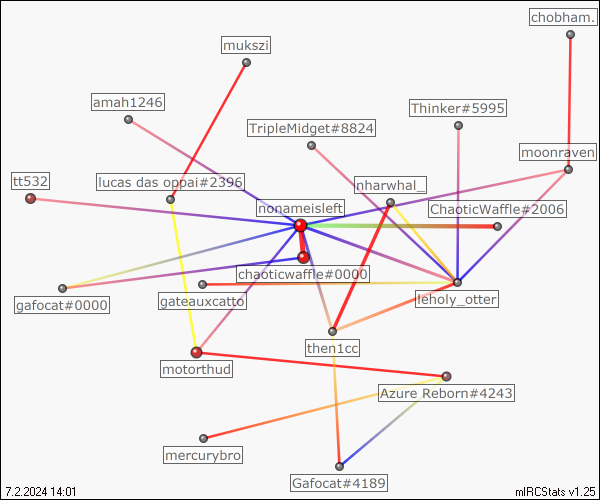 chobham.
mukszi
amah1246
Thinker#5995
TripleMidget#8824
moonraven
tt532
lucas das oppai#2396
nharwhal_
nonameisleft
ChaoticWaffle#2006
chaoticwaffle#0000
gafocat#0000
gateauxcatto
leholy_otter
then1cc
motorthud
Azure Reborn#4243
mercurybro
Gafocat#4189
7.2.2024 14:01
mIRCStats v1.25